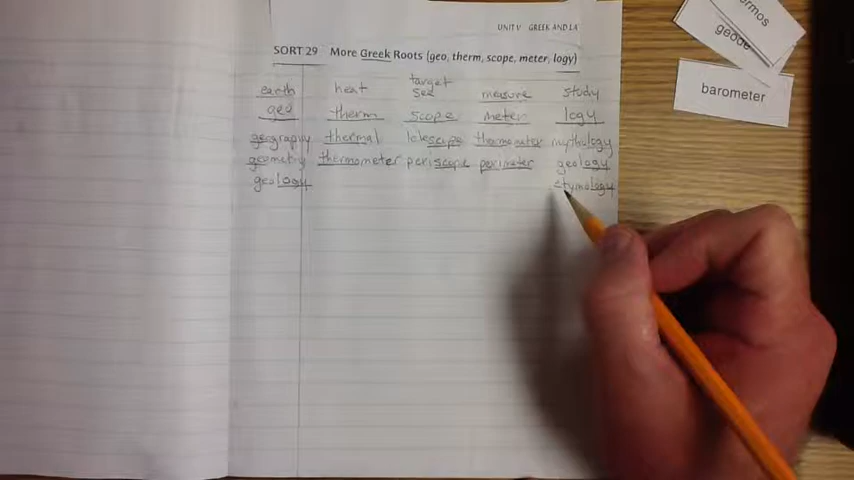 UNIT V GREEK AND LA
SORT 29 More Greek Roots (geo, therm, scope, meter, logy)
target
earth heat see measure study
geo therm scope meter logy
geography thermal telescope thermometer mythology
geometry thermometer periscope perimeter geology
geology etymology
ormos
geode
barometer